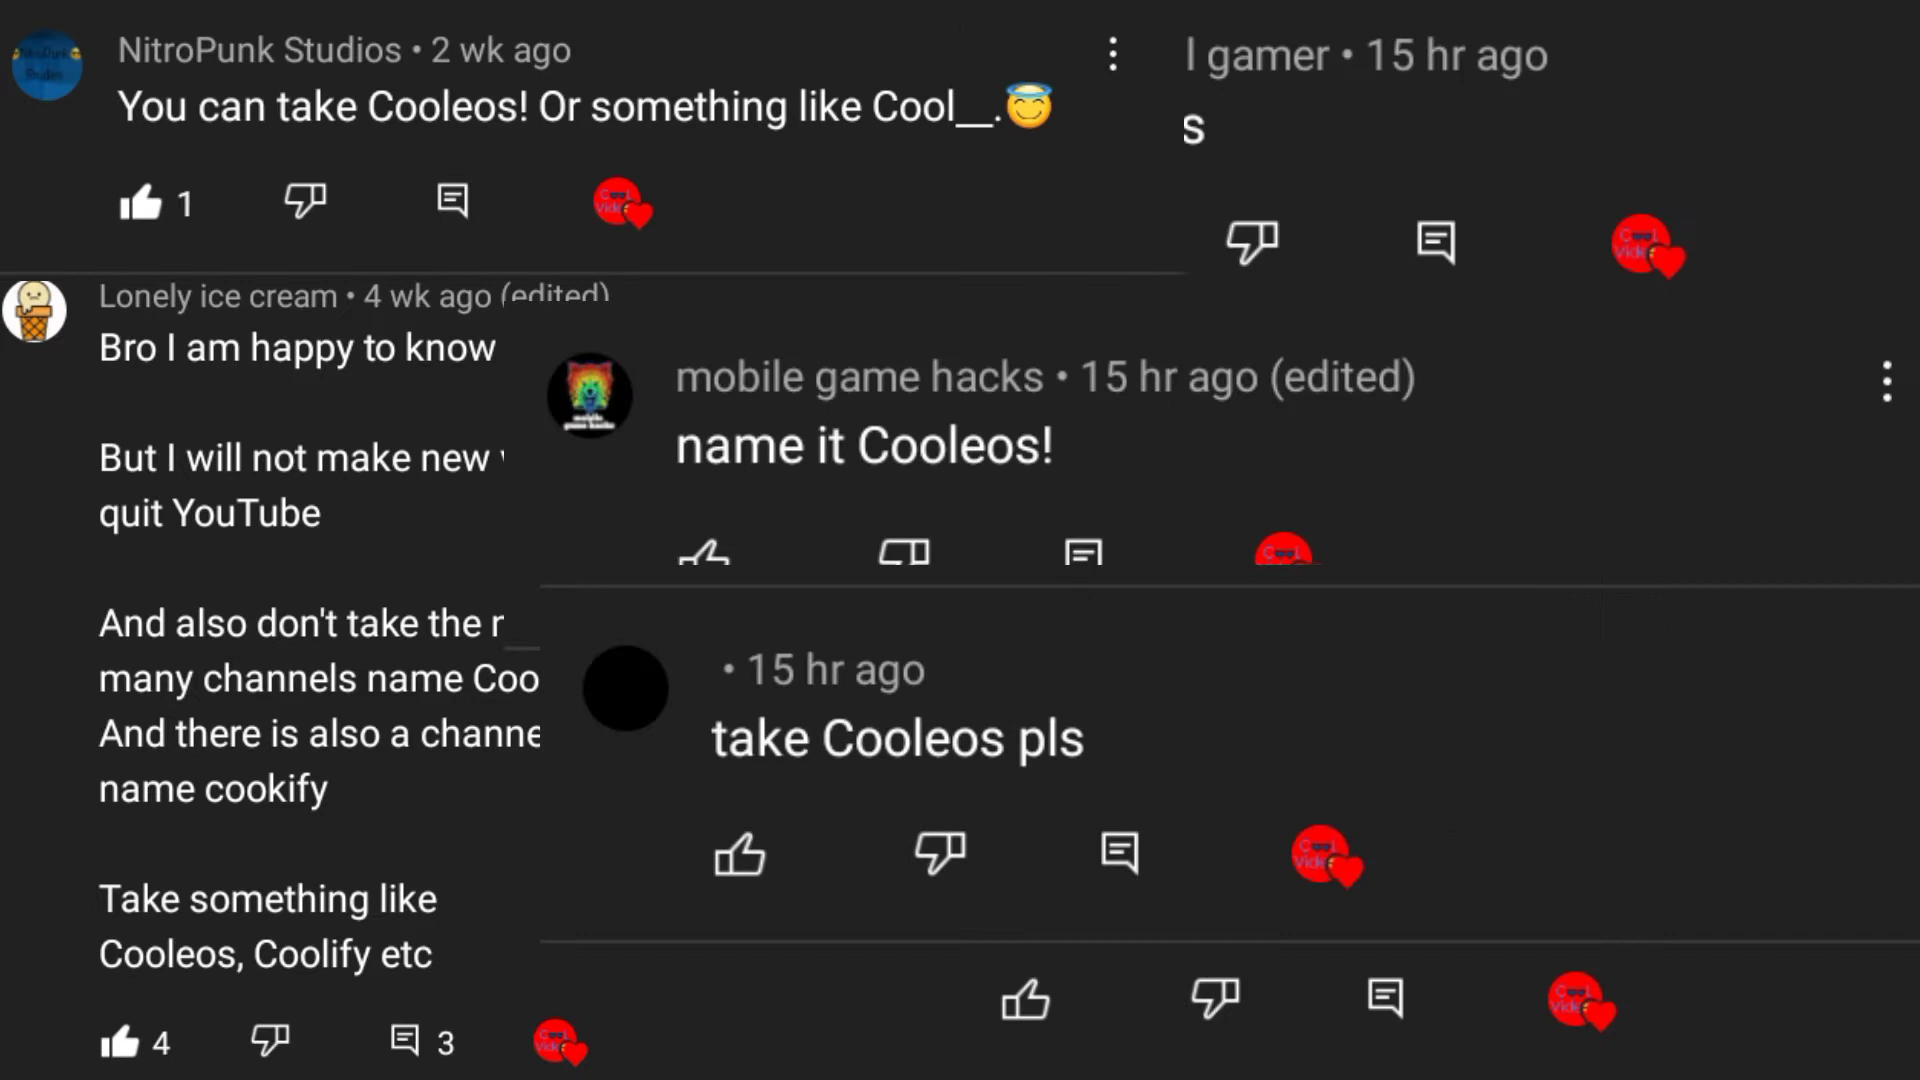 NitroPunk Studios • 2 wk ago
You can take Cooleos! Or something like Cool__.😇
1
l gamer • 15 hr ago
s
Lonely ice cream • 4 wk ago (edited)
Bro I am happy to know
But I will not make new
quit YouTube
And also don't take the
many channels name Coo
And there is also a channe
name cookify
Take something like
Cooleos, Coolify etc
4
3
mobile game hacks • 15 hr ago (edited)
name it Cooleos!
• 15 hr ago
take Cooleos pls